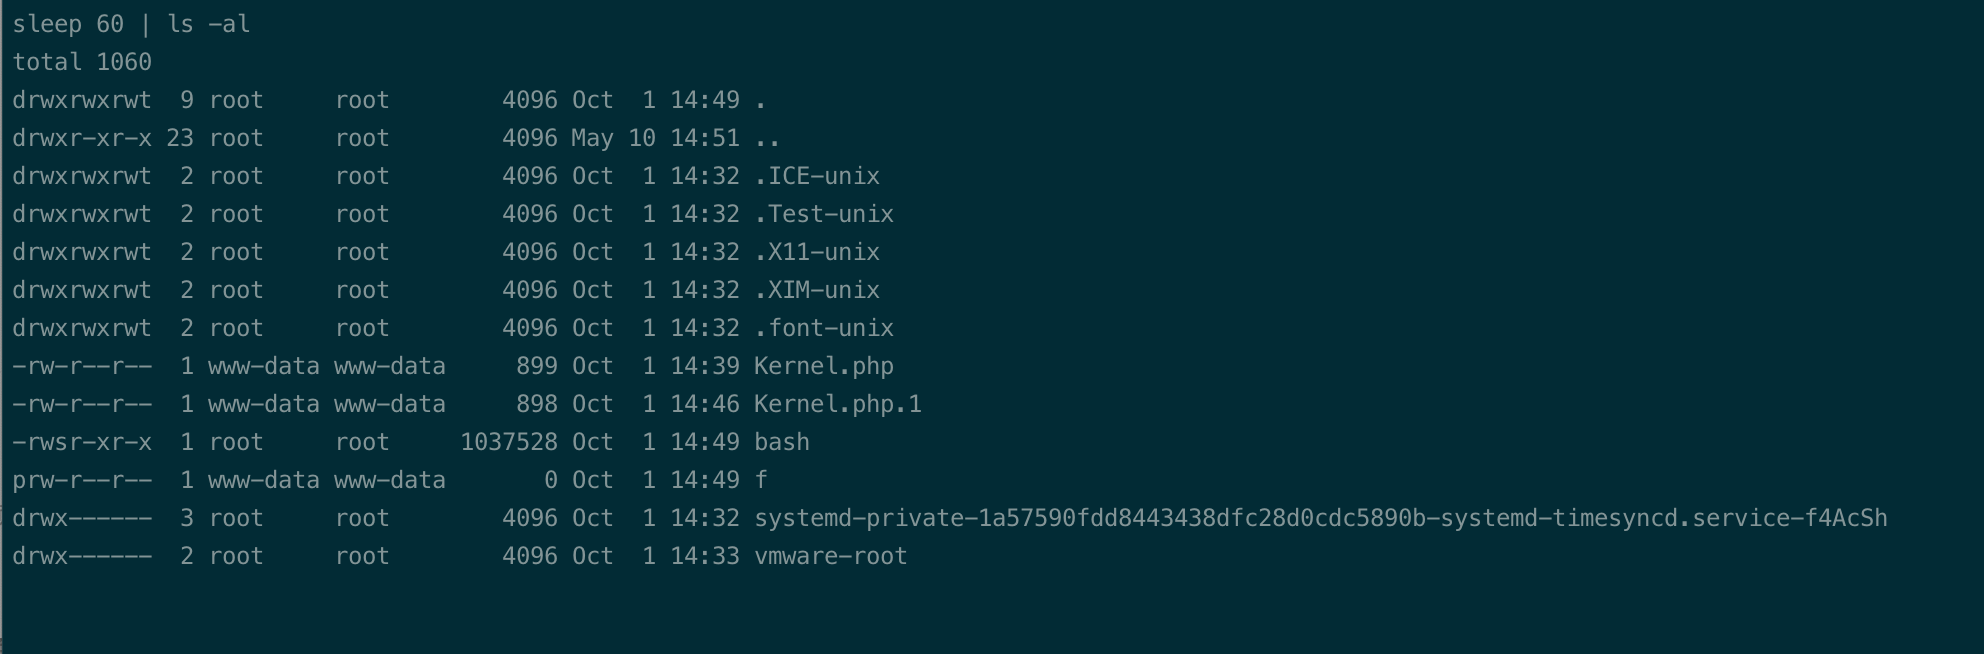 sleep 60 | ls -al
total 1060
drwxrwxrwt  9 root     root        4096 Oct  1 14:49 .
drwxr-xr-x 23 root     root        4096 May 10 14:51 ..
drwxrwxrwt  2 root     root        4096 Oct  1 14:32 .ICE-unix
drwxrwxrwt  2 root     root        4096 Oct  1 14:32 .Test-unix
drwxrwxrwt  2 root     root        4096 Oct  1 14:32 .X11-unix
drwxrwxrwt  2 root     root        4096 Oct  1 14:32 .XIM-unix
drwxrwxrwt  2 root     root        4096 Oct  1 14:32 .font-unix
-rw-r--r--  1 www-data www-data     899 Oct  1 14:39 Kernel.php
-rw-r--r--  1 www-data www-data     898 Oct  1 14:46 Kernel.php.1
-rwsr-xr-x  1 root     root     1037528 Oct  1 14:49 bash
prw-r--r--  1 www-data www-data       0 Oct  1 14:49 f
drwx------  3 root     root        4096 Oct  1 14:32 systemd-private-1a57590fdd8443438dfc28d0cdc5890b-systemd-timesyncd.service-f4AcSh
drwx------  2 root     root        4096 Oct  1 14:33 vmware-root